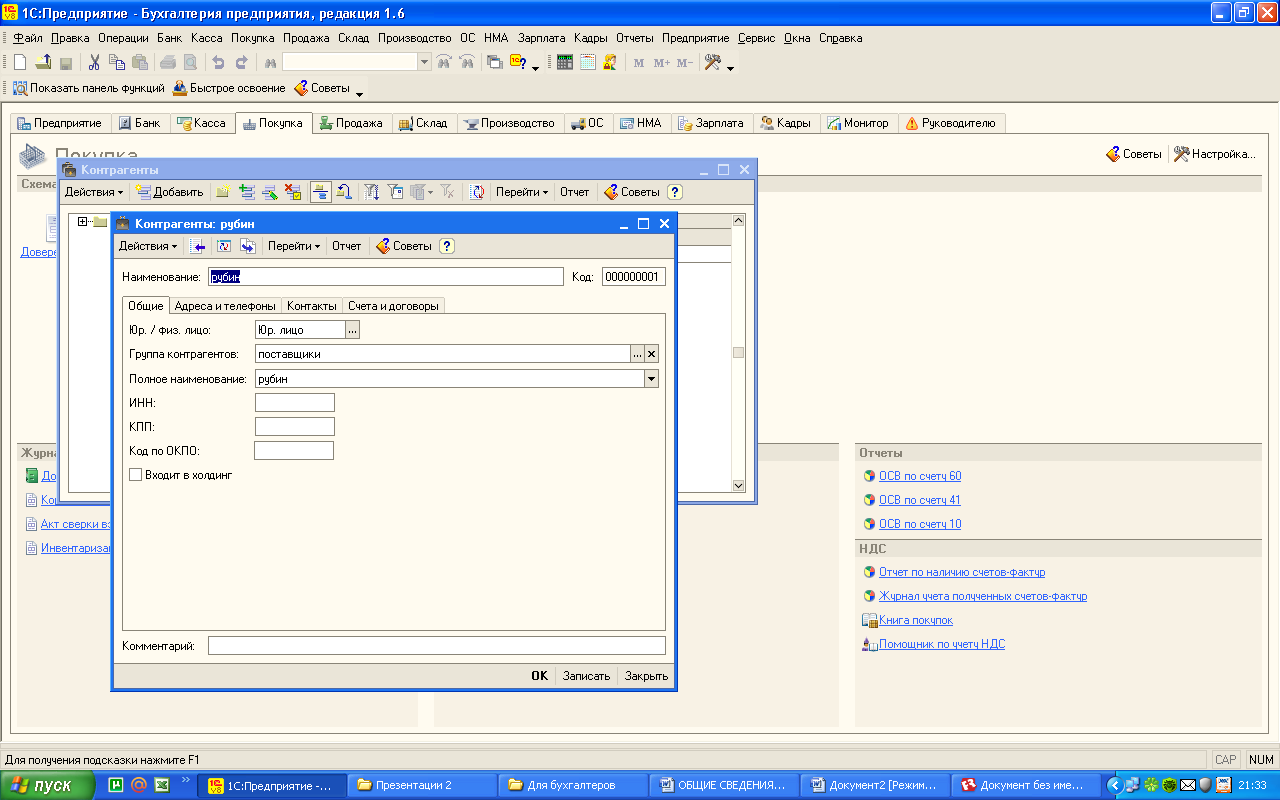 1С:Предприятие - Бухгалтерия предприятия, редакция 1.6
Файл Правка Операции Банк Касса Покупка Продажа Склад Производство ОС НМА Зарплата Кадры Отчеты Предприятие Сервис Окна Справка
M M+ M-
Показать панель функций Быстрое освоение Советы
Предприятие Банк Касса Покупка Продажа Склад Производство ОС НМА Зарплата Кадры Монитор Руководителю
Покупка
Советы Настройка...
Контрагенты
Схема
Действия Добавить Перейти Отчет Советы
Контрагенты: рубин
Действия Перейти Отчет Советы
Довере
Наименование: рубин Код: 000000001
Общие Адреса и телефоны Контакты Счета и договоры
Юр. / физ. лицо: Юр. лицо ...
Группа контрагентов: поставщики ...
Полное наименование: рубин
ИНН:
КПП:
Код по ОКПО:
Входит в холдинг
Журна
До
Ко
Акт сверки вз
Инвентариза
Отчеты
ОСВ по счету 60
ОСВ по счету 41
ОСВ по счету 10
НДС
Отчет по наличию счетов-фактур
Журнал учета полученных счетов-фактур
Книга покупок
Помощник по учету НДС
Комментарий:
OK Записать Закрыть
Для получения подсказки нажмите F1
CAP NUM
пуск
1С:Предприятие -...
Презентации 2
Для бухгалтеров
ОБЩИЕ СВЕДЕНИЯ...
Документ2 [Режим...
Документ без име...
21:33